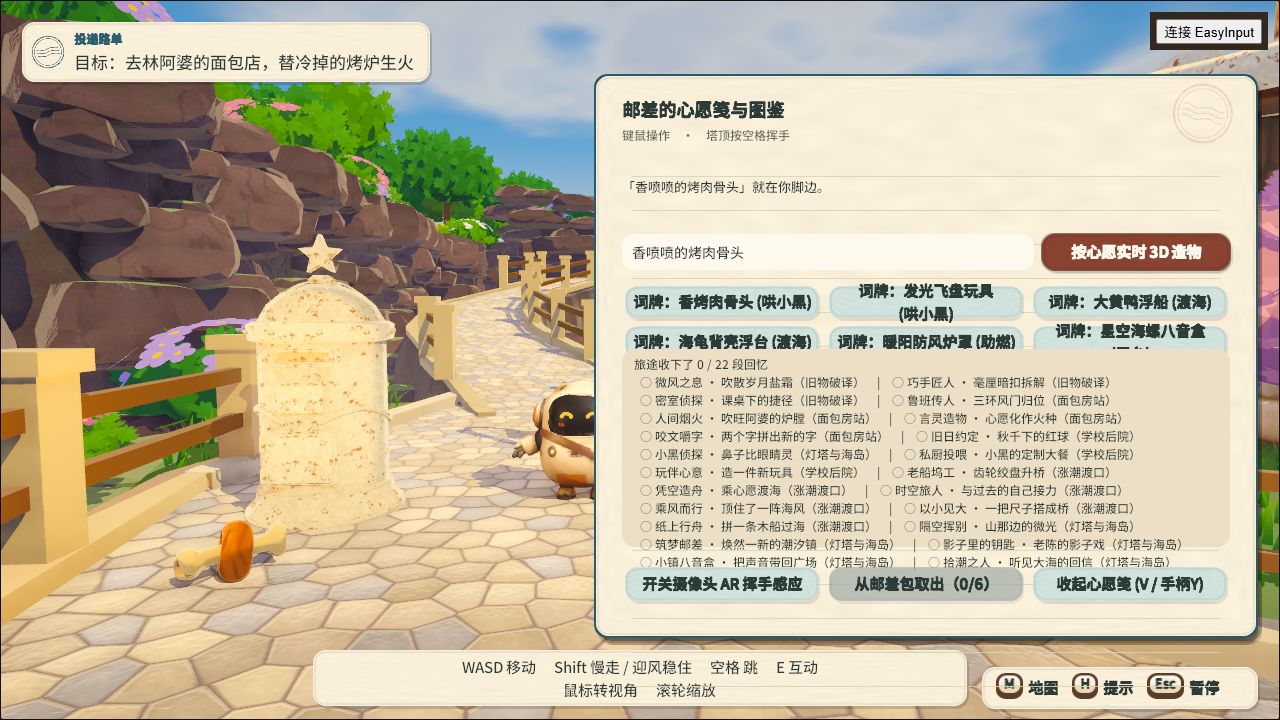 投递路单
目标：去林阿婆的面包店，替冷掉的烤炉生火
连接 EasyInput
邮差的心愿笺与图鉴
键鼠操作 · 塔顶按空格挥手
「香喷喷的烤肉骨头」就在你脚边。
香喷喷的烤肉骨头
按心愿实时 3D 造物
词牌：香烤肉骨头 (哄小黑)
词牌：发光飞盘玩具
(哄小黑)
词牌：大黄鸭浮船 (渡海)
词牌：海龟背壳浮台 (渡海)
词牌：暖阳防风炉罩 (助燃)
词牌：星空海螺八音盒
旅途收下了 0 / 22 段回忆
〇 微风之息 · 吹散岁月盐霜（旧物破译） | 〇 巧手匠人 · 毫厘暗扣拆解（旧物破译）
〇 密室侦探 · 课桌下的捷径（旧物破译） | 〇 鲁班传人 · 三环风门归位（面包房站）
〇 人间烟火 · 吹旺阿婆的炉膛（面包房站） | 〇 言灵造物 · 心愿化作火种（面包房站）
〇 咬文嚼字 · 两个字拼出新的字（面包房站） | 〇 旧日约定 · 秋千下的红球（学校后院）
〇 小黑侦探 · 鼻子比眼睛灵（灯塔与海岛） | 〇 私厨投喂 · 小黑的定制大餐（学校后院）
〇 玩伴心意 · 造一件新玩具（学校后院） | 〇 老船坞工 · 齿轮绞盘升桥（涨潮渡口）
〇 凭空造舟 · 乘心愿渡海（涨潮渡口） | 〇 时空旅人 · 与过去的自己接力（涨潮渡口）
〇 乘风而行 · 顶住了一阵海风（涨潮渡口） | 〇 以小见大 · 一把尺子搭成桥（涨潮渡口）
〇 纸上行舟 · 拼一条木船过海（涨潮渡口） | 〇 隔空挥别 · 山那边的微光（灯塔与海岛）
〇 筑梦邮差 · 焕然一新的潮汐镇（灯塔与海岛） | 〇 影子里的钥匙 · 老陈的影子戏（灯塔与海岛）
〇 小镇八音盒 · 把声音带回广场（灯塔与海岛） | 〇 拾潮之人 · 听见大海的回信（灯塔与海岛）
开关摄像头 AR 挥手感应
从邮差包取出（0/6）
收起心愿笺 (V / 手柄Y)
WASD 移动 Shift 慢走 / 迎风稳住 空格 跳 E 互动
鼠标转视角 滚轮缩放
M 地图 H 提示 Esc 暂停